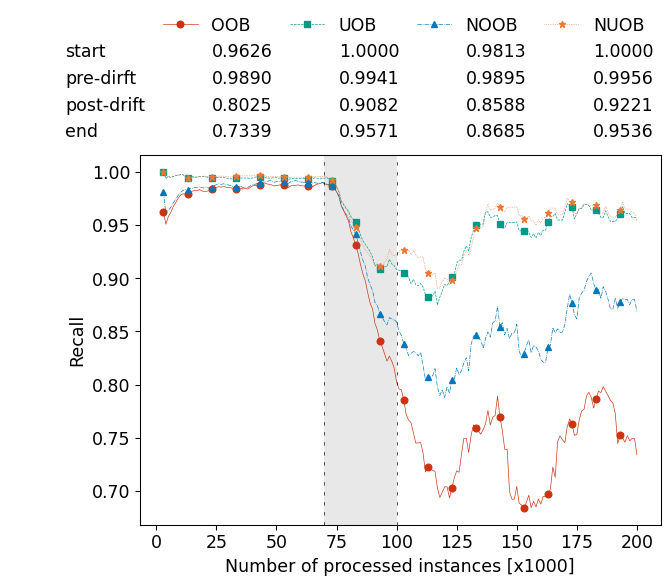 OOB UOB NOOB NUOB
start 0.9626 1.0000 0.9813 1.0000
pre-dirft 0.9890 0.9941 0.9895 0.9956
post-drift 0.8025 0.9082 0.8588 0.9221
end 0.7339 0.9571 0.8685 0.9536
1.00
0.95
0.90
0.85
0.80
0.75
0.70
Recall
0 25 50 75 100 125 150 175 200
Number of processed instances [x1000]